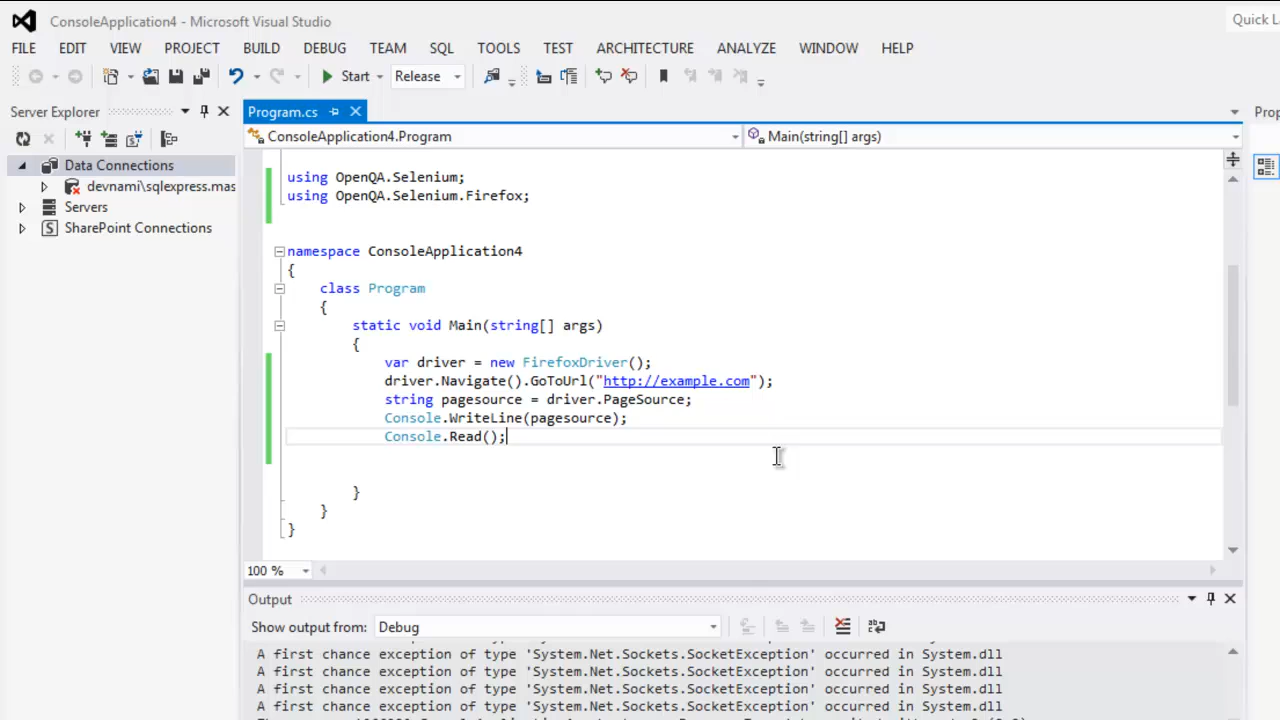 ConsoleApplication4 - Microsoft Visual Studio
Quick L
FILE EDIT VIEW PROJECT BUILD DEBUG TEAM SQL TOOLS TEST ARCHITECTURE ANALYZE WINDOW HELP
Start Release
Server Explorer
Program.cs
Prop
ConsoleApplication4.Program
Main(string[] args)
Data Connections
devnami\sqlexpress.mas
Servers
SharePoint Connections
using OpenQA.Selenium;
using OpenQA.Selenium.Firefox;
namespace ConsoleApplication4
{
class Program
{
static void Main(string[] args)
{
var driver = new FirefoxDriver();
driver.Navigate().GoToUrl("http://example.com");
string pagesource = driver.PageSource;
Console.WriteLine(pagesource);
Console.Read();
}
}
}
100 %
Output
Show output from: Debug
A first chance exception of type 'System.Net.Sockets.SocketException' occurred in System.dll
A first chance exception of type 'System.Net.Sockets.SocketException' occurred in System.dll
A first chance exception of type 'System.Net.Sockets.SocketException' occurred in System.dll
A first chance exception of type 'System.Net.Sockets.SocketException' occurred in System.dll